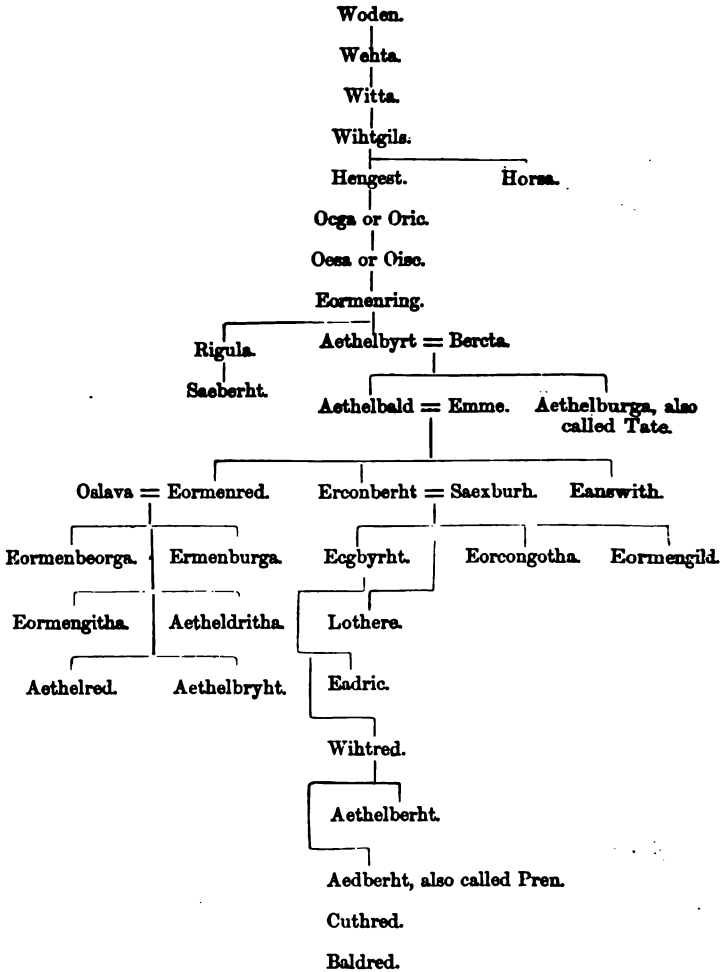 Woden.
Wehta.
Witta.
Wihtgils.
Hengest. Horsa.
Ocga or Oric.
Oesa or Oisc.
Eormenring.
Rigula. Aethelbyrt = Bercta.
Saeberht.
Aethelbald = Emme. Aethelburga, also
called Tate.
Oslava = Eormenred. Erconberht = Saexburh. Eanswith.
Eormenbeorga. Ermenburga. Ecgbyrht. Eorcongotha. Eormengild.
Eormengitha. Aetheldritha. Lothere.
Aethelred. Aethelbryht. Eadric.
Wihtred.
Aethelberht.
Aedberht, also called Pren.
Cuthred.
Baldred.